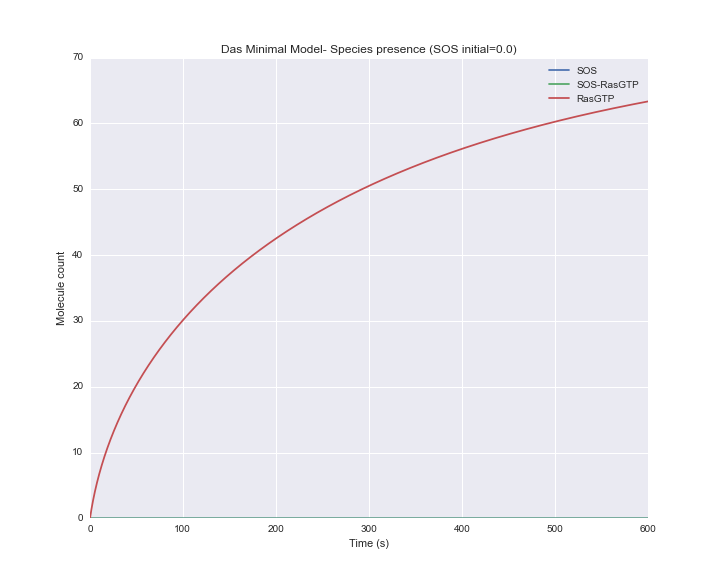 Das Minimal Model- Species presence (SOS initial=0.0)
70
60
50
40
30
20
10
0
Molecule count
SOS
SOS-RasGTP
RasGTP
0 100 200 300 400 500 600
Time (s)